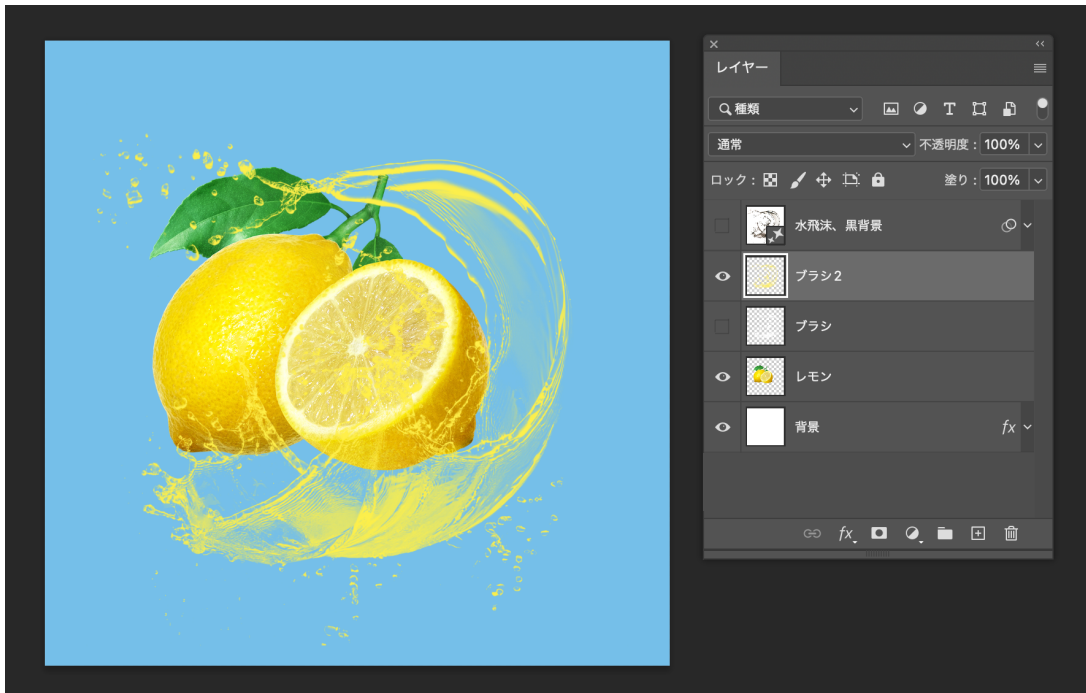 レイヤー
種類
通常 不透明度：100%
ロック： 塗り：100%
水飛沫、黒背景
ブラシ2
ブラシ
レモン
背景 fx
fx